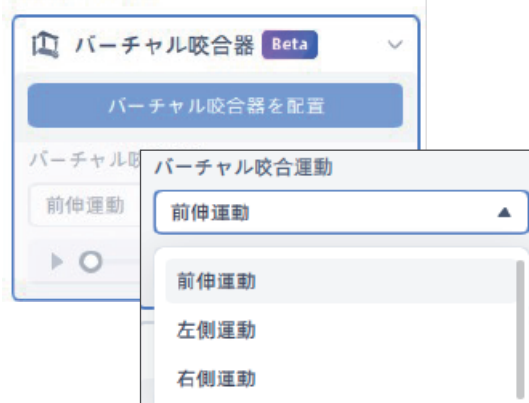 バーチャル咬合器 Beta
バーチャル咬合器を配置
バーチャル咬
前伸運動
バーチャル咬合運動
前伸運動
前伸運動
左側運動
右側運動